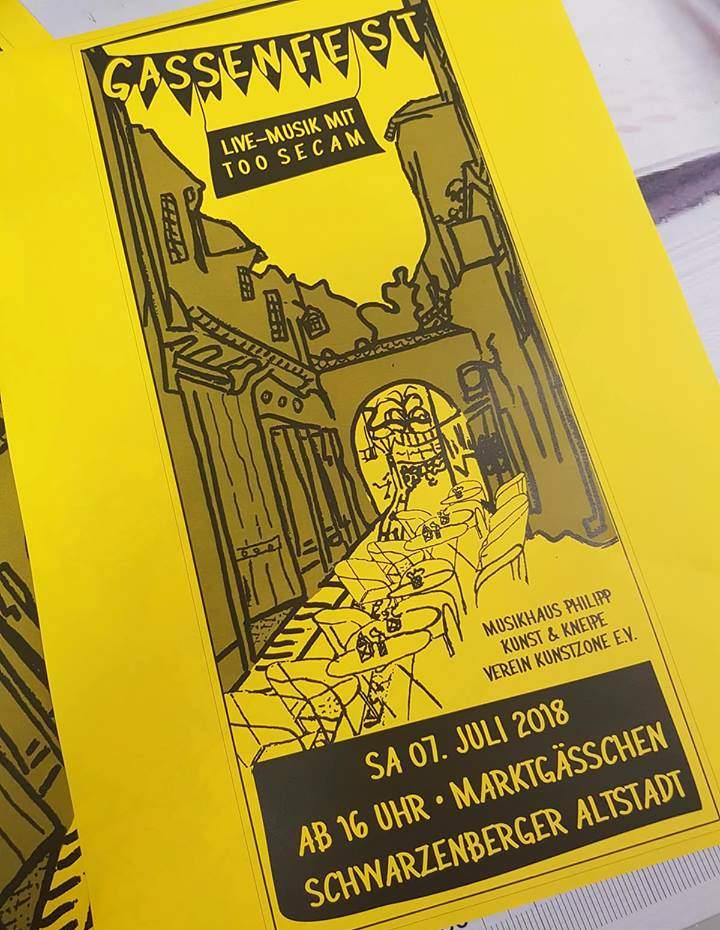 GASSENFEST
LIVE-MUSIK MIT
TOO SECAM
MUSIKHAUS PHILIPP
KUNST & KNEIPE
VEREIN KUNSTZONE E.V.
SA 07. JULI 2018
AB 16 UHR • MARKTGÄSSCHEN
SCHWARZENBERGER ALTSTADT